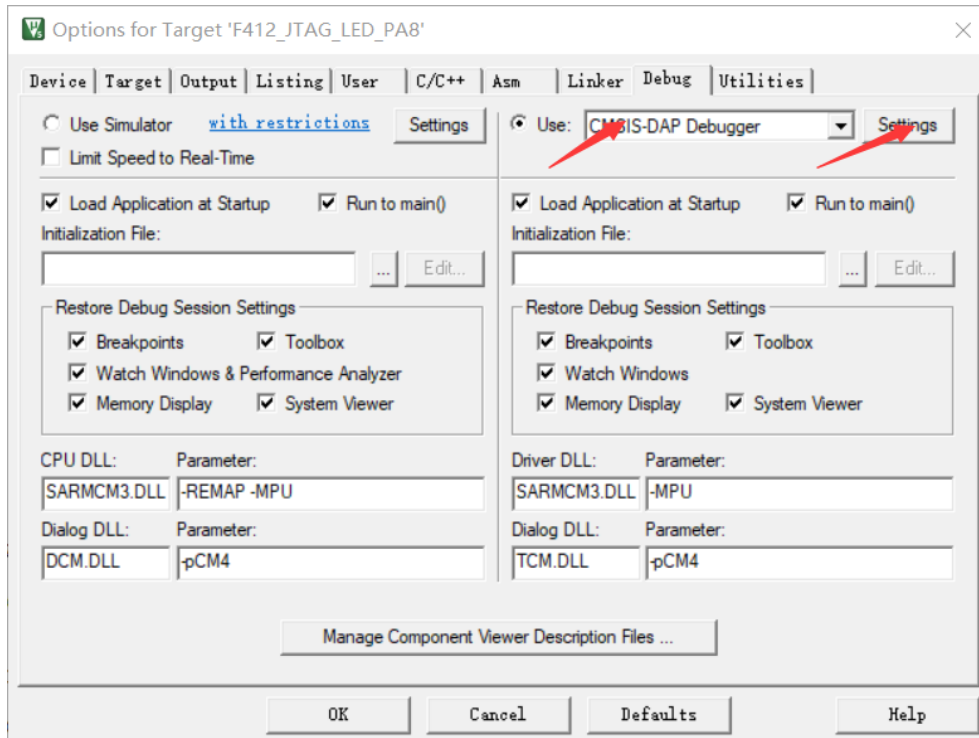 Options for Target 'F412_JTAG_LED_PA8'
Device Target Output Listing User C/C++ Asm Linker Debug Utilities
Use Simulator with restrictions Settings
Limit Speed to Real-Time
Use: CMSIS-DAP Debugger Settings
Load Application at Startup Run to main()
Initialization File:
... Edit...
Restore Debug Session Settings
Breakpoints Toolbox
Watch Windows & Performance Analyzer
Memory Display System Viewer
CPU DLL: Parameter:
SARMCM3.DLL -REMAP -MPU
Dialog DLL: Parameter:
DCM.DLL -pCM4
Load Application at Startup Run to main()
Initialization File:
... Edit...
Restore Debug Session Settings
Breakpoints Toolbox
Watch Windows
Memory Display System Viewer
Driver DLL: Parameter:
SARMCM3.DLL -MPU
Dialog DLL: Parameter:
TCM.DLL -pCM4
Manage Component Viewer Description Files ...
OK Cancel Defaults Help